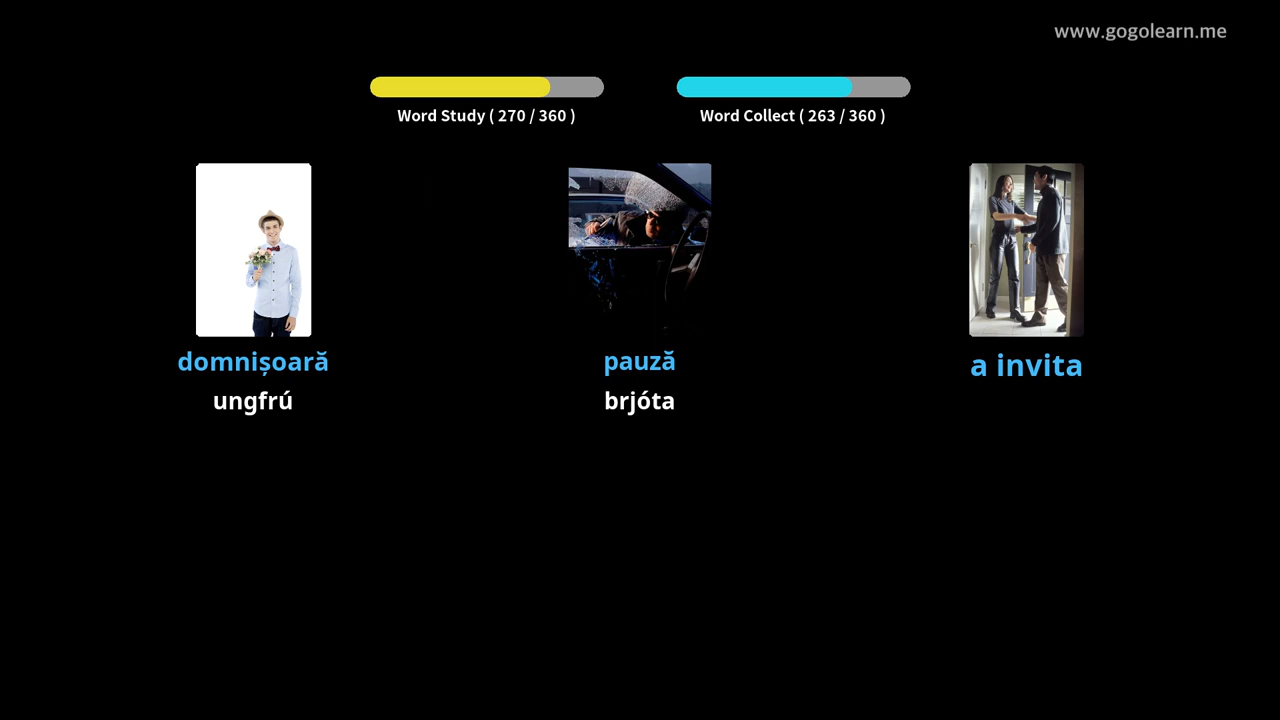 www.gogolearn.me
Word Study ( 270 / 360 )
Word Collect ( 263 / 360 )
domnișoară
ungfrú
pauză
brjóta
a invita